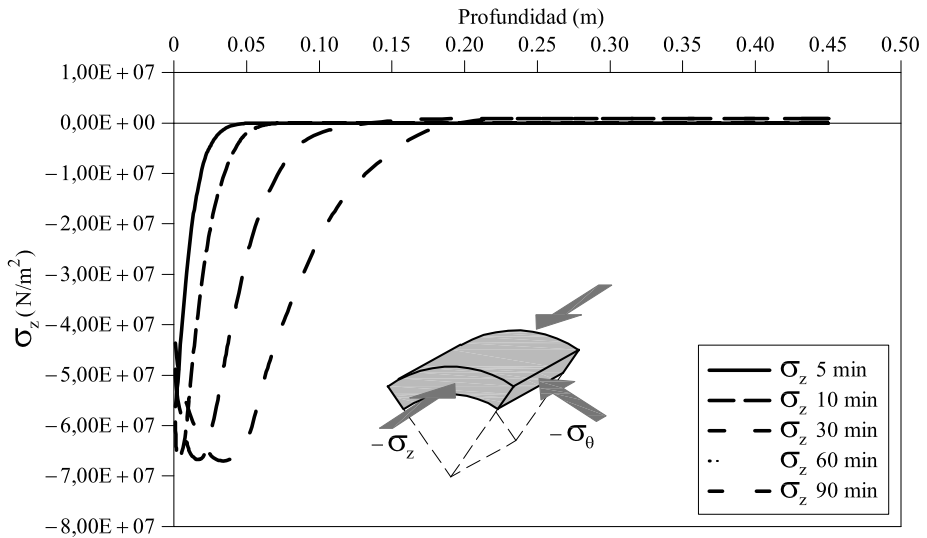 Profundidad (m)
0 0.05 0.10 0.15 0.20 0.25 0.30 0.35 0.40 0.45 0.50
1,00E + 07
0,00E + 00
−1,00E + 07
−2,00E + 07
−3,00E + 07
−4,00E + 07
−5,00E + 07
−6,00E + 07
−7,00E + 07
−8,00E + 07
σz (N/m²)
−σz
−σθ
σz 5 min
σz 10 min
σz 30 min
σz 60 min
σz 90 min